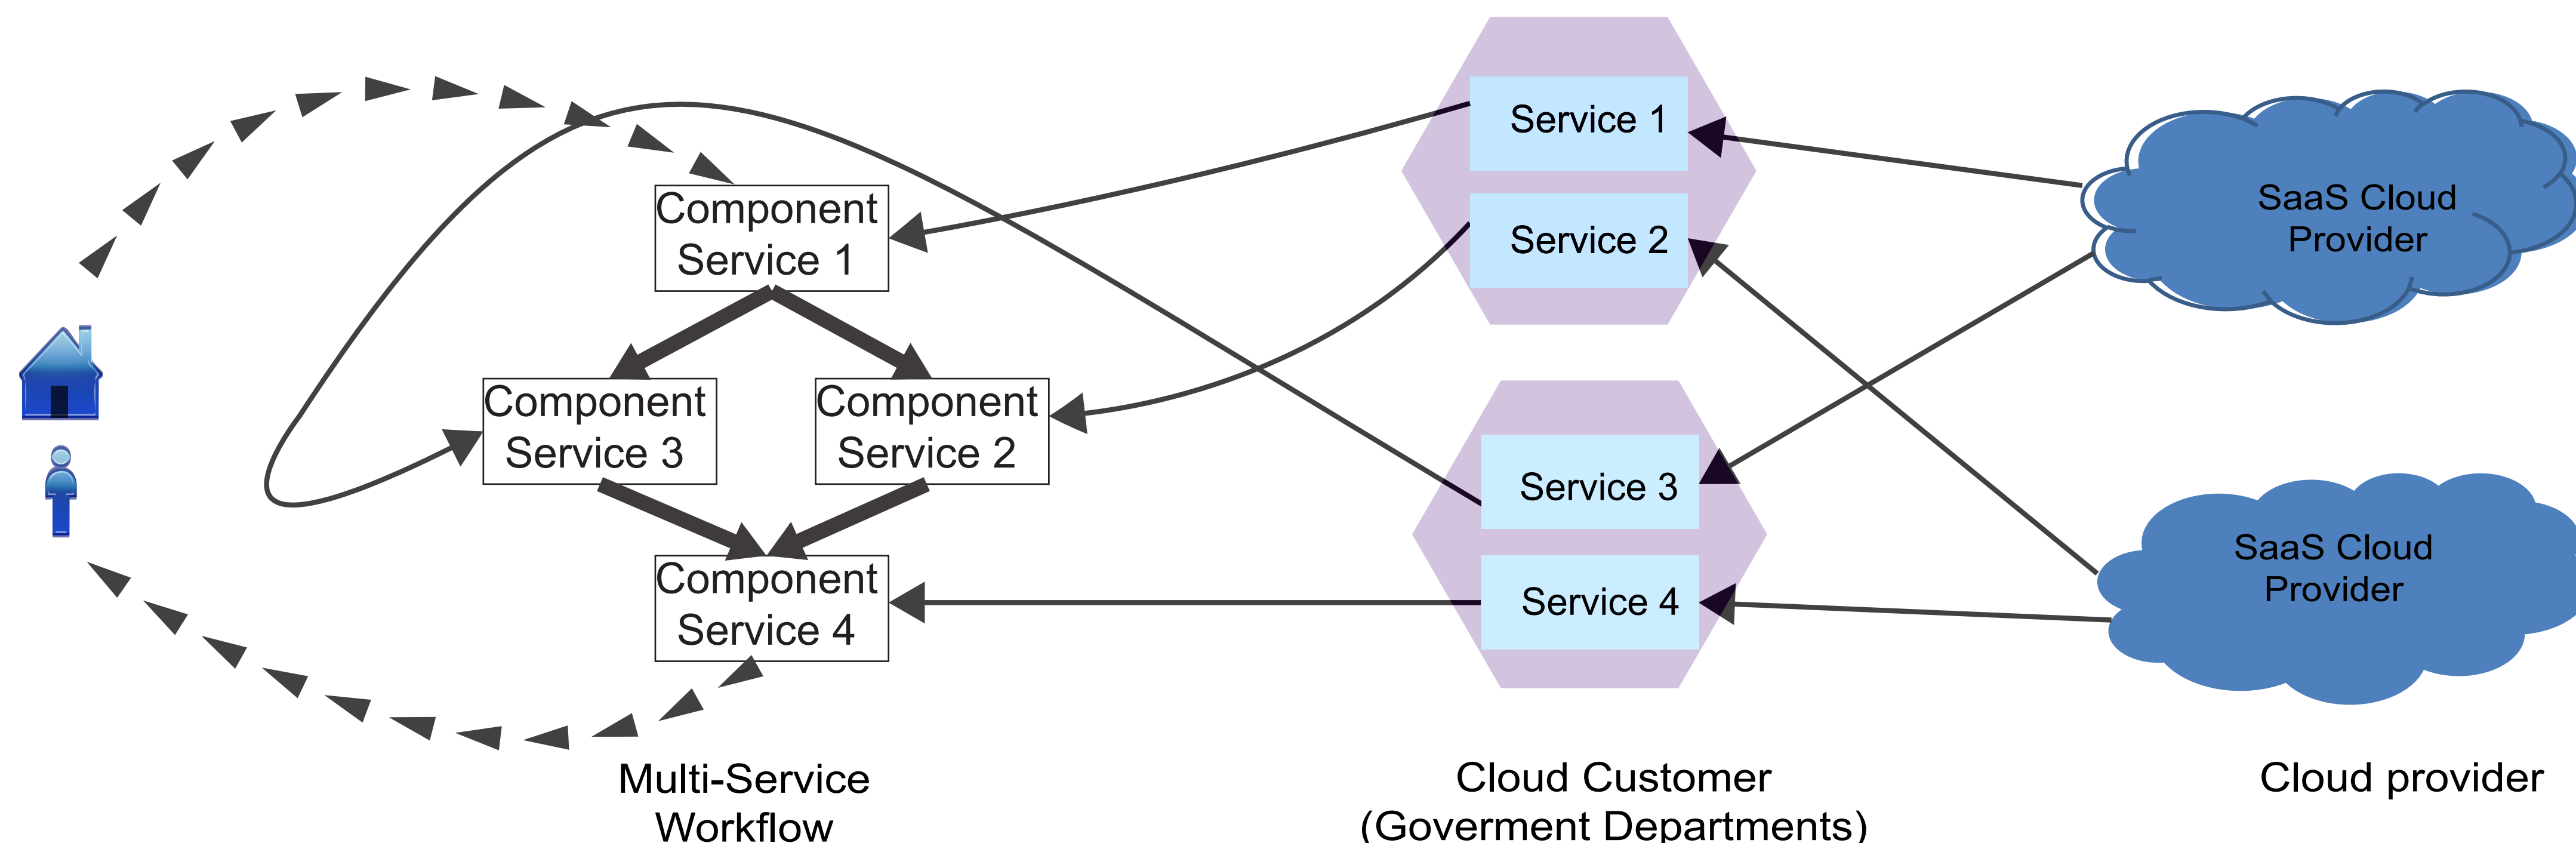 Component
Service 1
Component
Service 3
Component
Service 2
Component
Service 4
Multi-Service
Workflow
Service 1
Service 2
Service 3
Service 4
Cloud Customer
(Goverment Departments)
SaaS Cloud
Provider
SaaS Cloud
Provider
Cloud provider